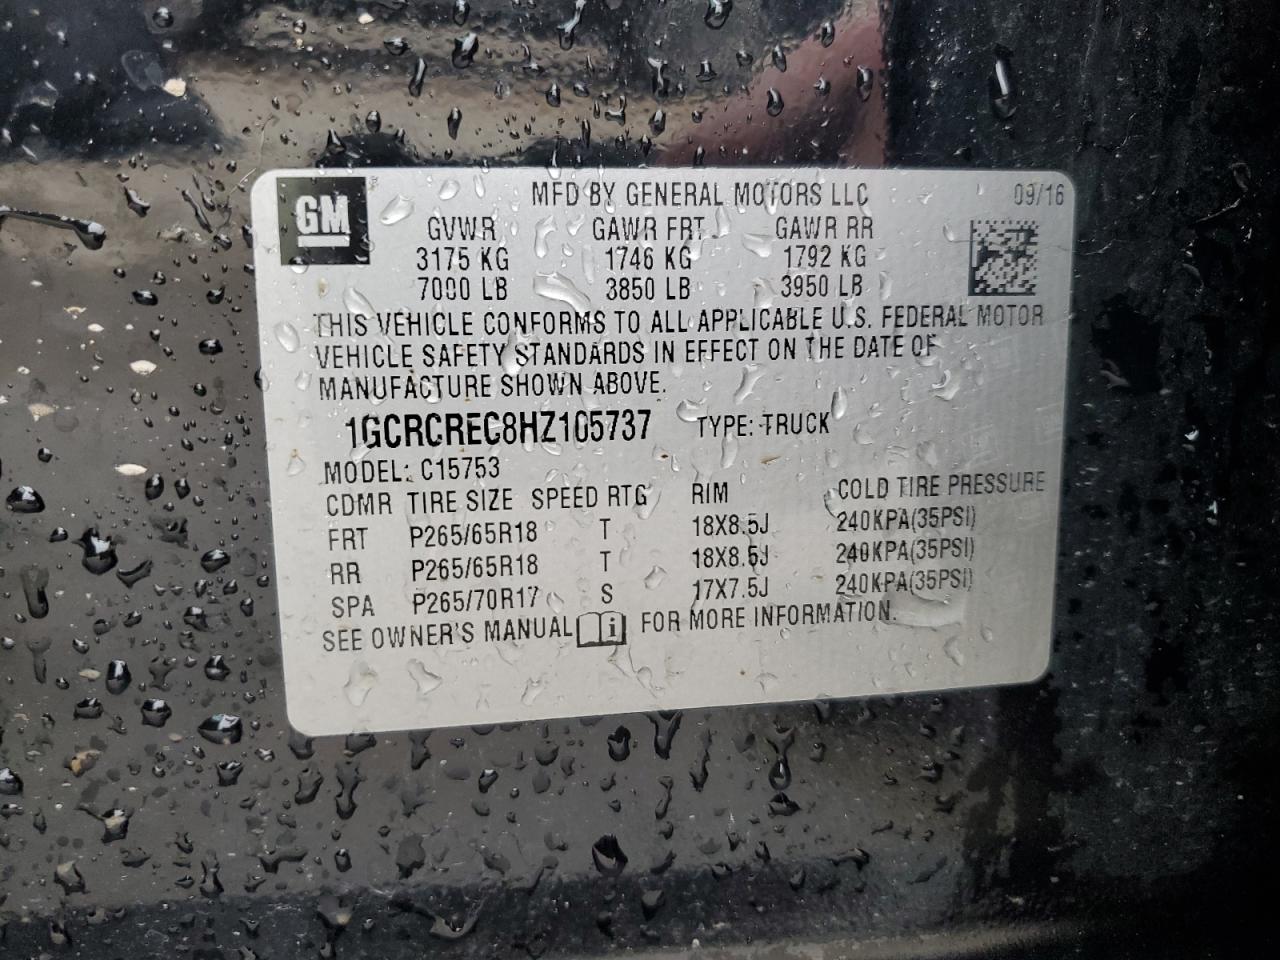 GM
MFD BY GENERAL MOTORS LLC 09/16
GVWR GAWR FRT GAWR RR
3175 KG 1746 KG 1792 KG
7000 LB 3850 LB 3950 LB
THIS VEHICLE CONFORMS TO ALL APPLICABLE U.S. FEDERAL MOTOR
VEHICLE SAFETY STANDARDS IN EFFECT ON THE DATE OF
MANUFACTURE SHOWN ABOVE.
1GCRCREC8HZ105737 TYPE: TRUCK
MODEL: C15753
CDMR TIRE SIZE SPEED RTG RIM COLD TIRE PRESSURE
FRT P265/65R18 T 18X8.5J 240KPA(35PSI)
RR P265/65R18 T 18X8.5J 240KPA(35PSI)
SPA P265/70R17 S 17X7.5J 240KPA(35PSI)
SEE OWNER'S MANUAL i FOR MORE INFORMATION.